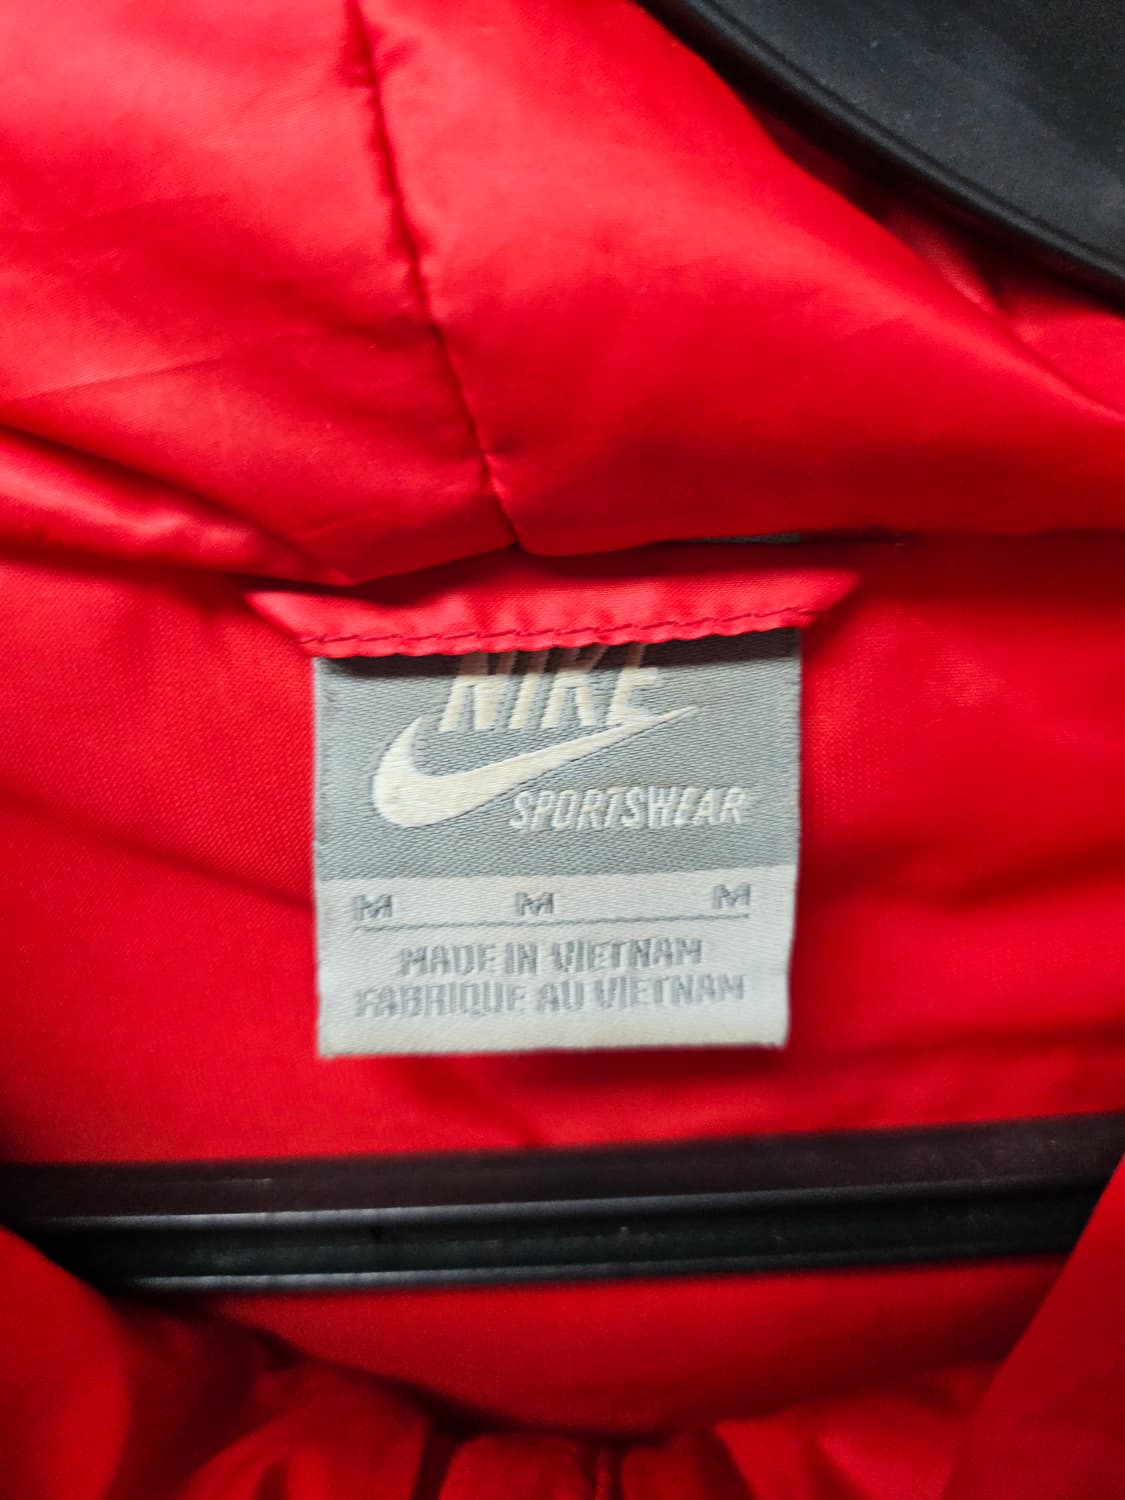 NIKE
SPORTSWEAR
M M M
MADE IN VIETNAM
FABRIQUE AU VIETNAM